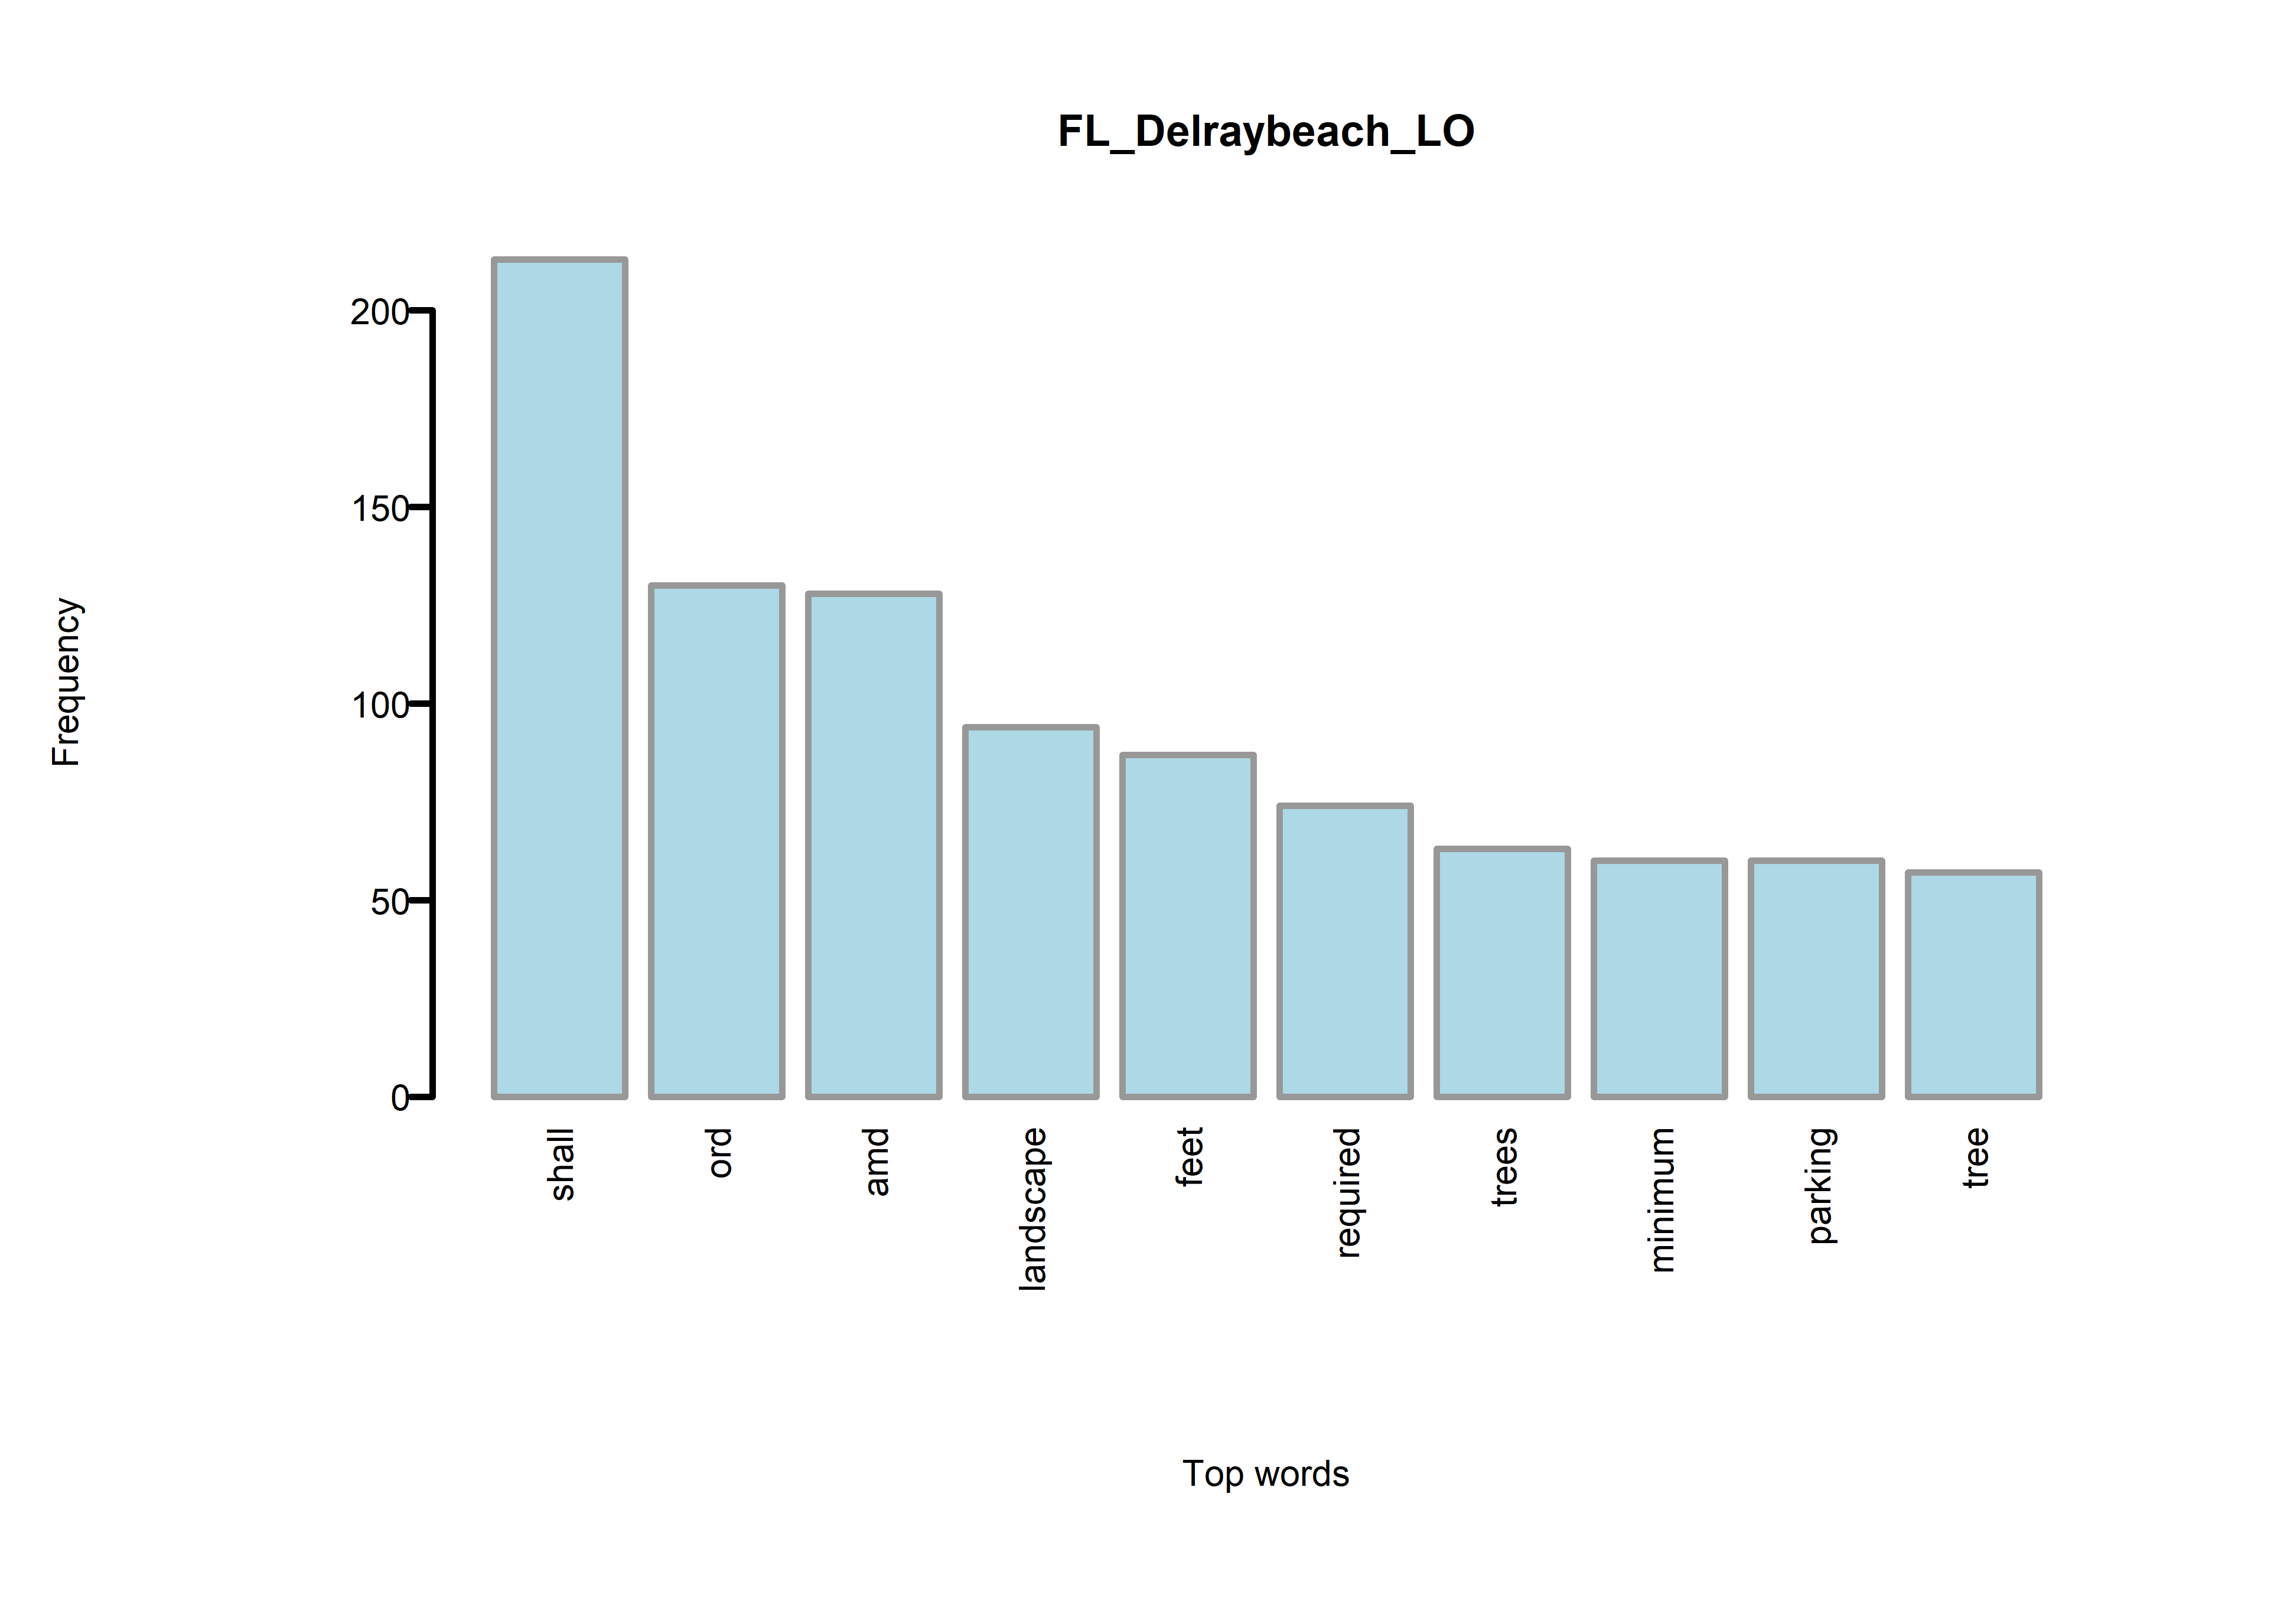 FL_Delraybeach_LO
Frequency
200
150
100
50
0
shall
ord
amd
landscape
feet
required
trees
minimum
parking
tree
Top words